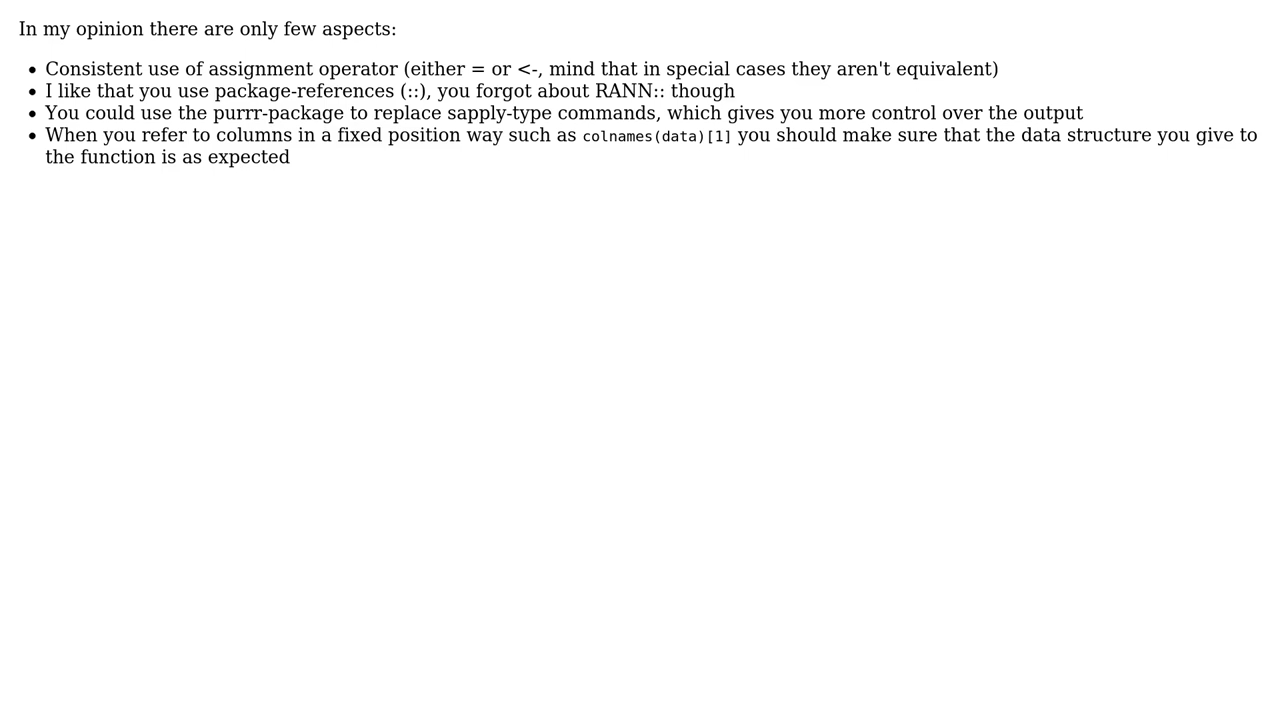 In my opinion there are only few aspects:
• Consistent use of assignment operator (either = or <-, mind that in special cases they aren't equivalent)
• I like that you use package-references (::), you forgot about RANN:: though
• You could use the purrr-package to replace sapply-type commands, which gives you more control over the output
• When you refer to columns in a fixed position way such as colnames(data)[1] you should make sure that the data structure you give to
the function is as expected